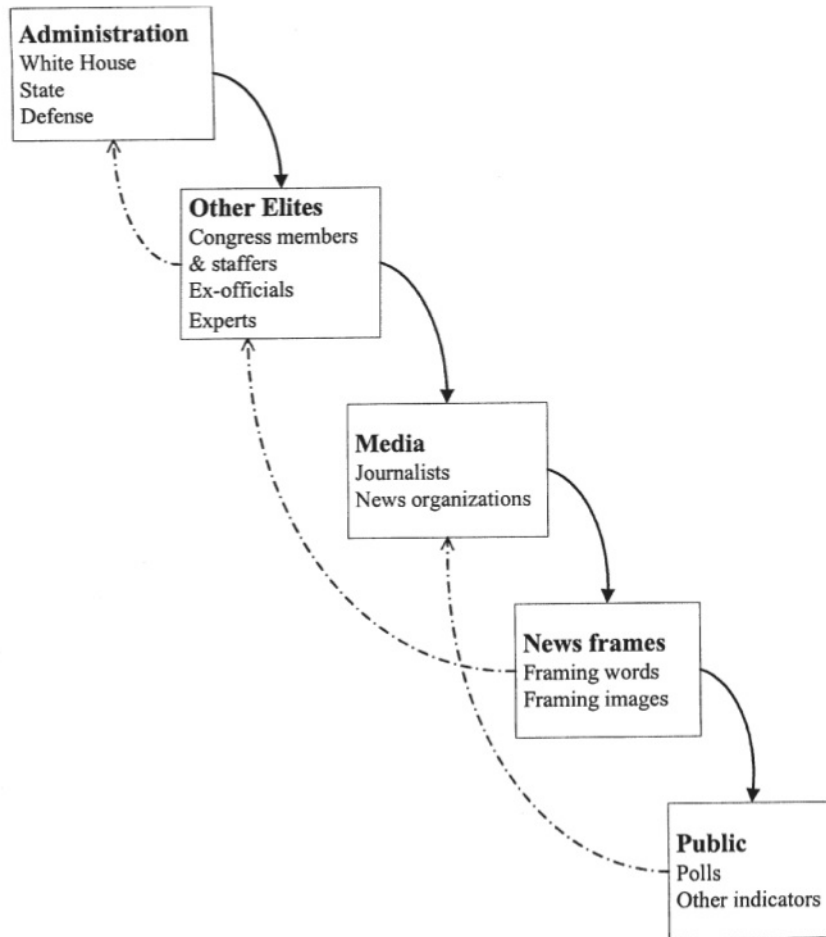 Administration
White House
State
Defense
Other Elites
Congress members
& staffers
Ex-officials
Experts
Media
Journalists
News organizations
News frames
Framing words
Framing images
Public
Polls
Other indicators